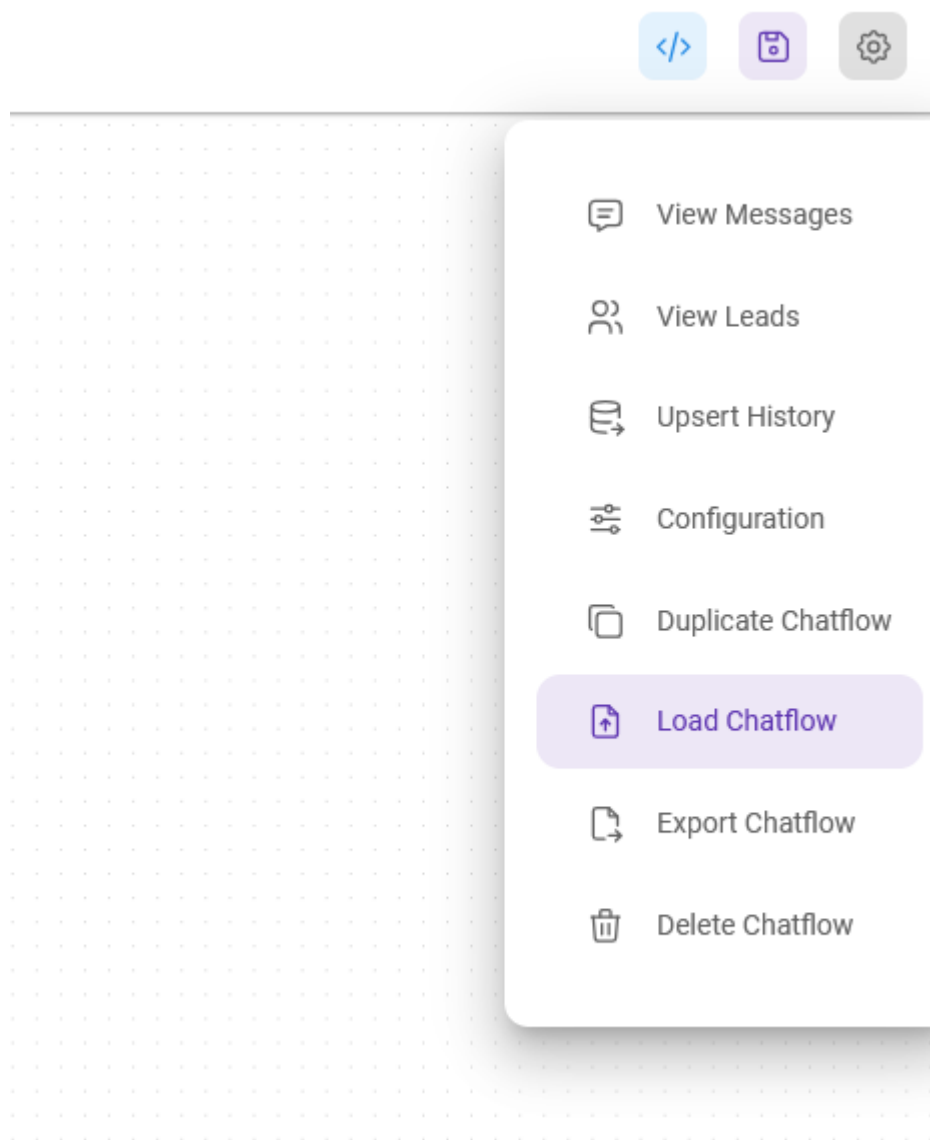 View Messages
View Leads
Upsert History
Configuration
Duplicate Chatflow
Load Chatflow
Export Chatflow
Delete Chatflow